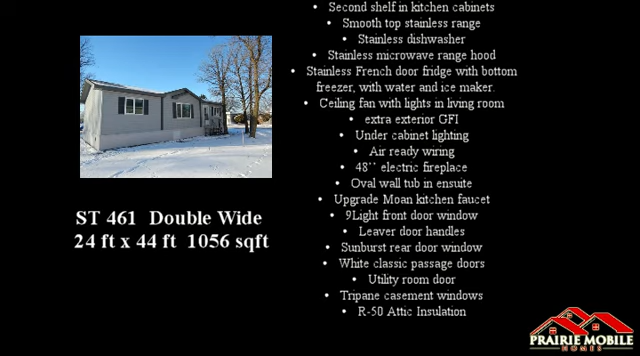 • Second shelf in kitchen cabinets
• Smooth top stainless range
• Stainless dishwasher
• Stainless microwave range hood
• Stainless French door fridge with bottom
freezer, with water and ice maker.
• Ceiling fan with lights in living room
• extra exterior GFI
• Under cabinet lighting
• Air ready wiring
• 48`` electric fireplace
• Oval wall tub in ensuite
• Upgrade Moan kitchen faucet
• 9Light front door window
• Leaver door handles
• Sunburst rear door window
• White classic passage doors
• Utility room door
• Tripane casement windows
• R-50 Attic Insulation
ST 461 Double Wide
24 ft x 44 ft 1056 sqft
PRAIRIE MOBILE
HOMES